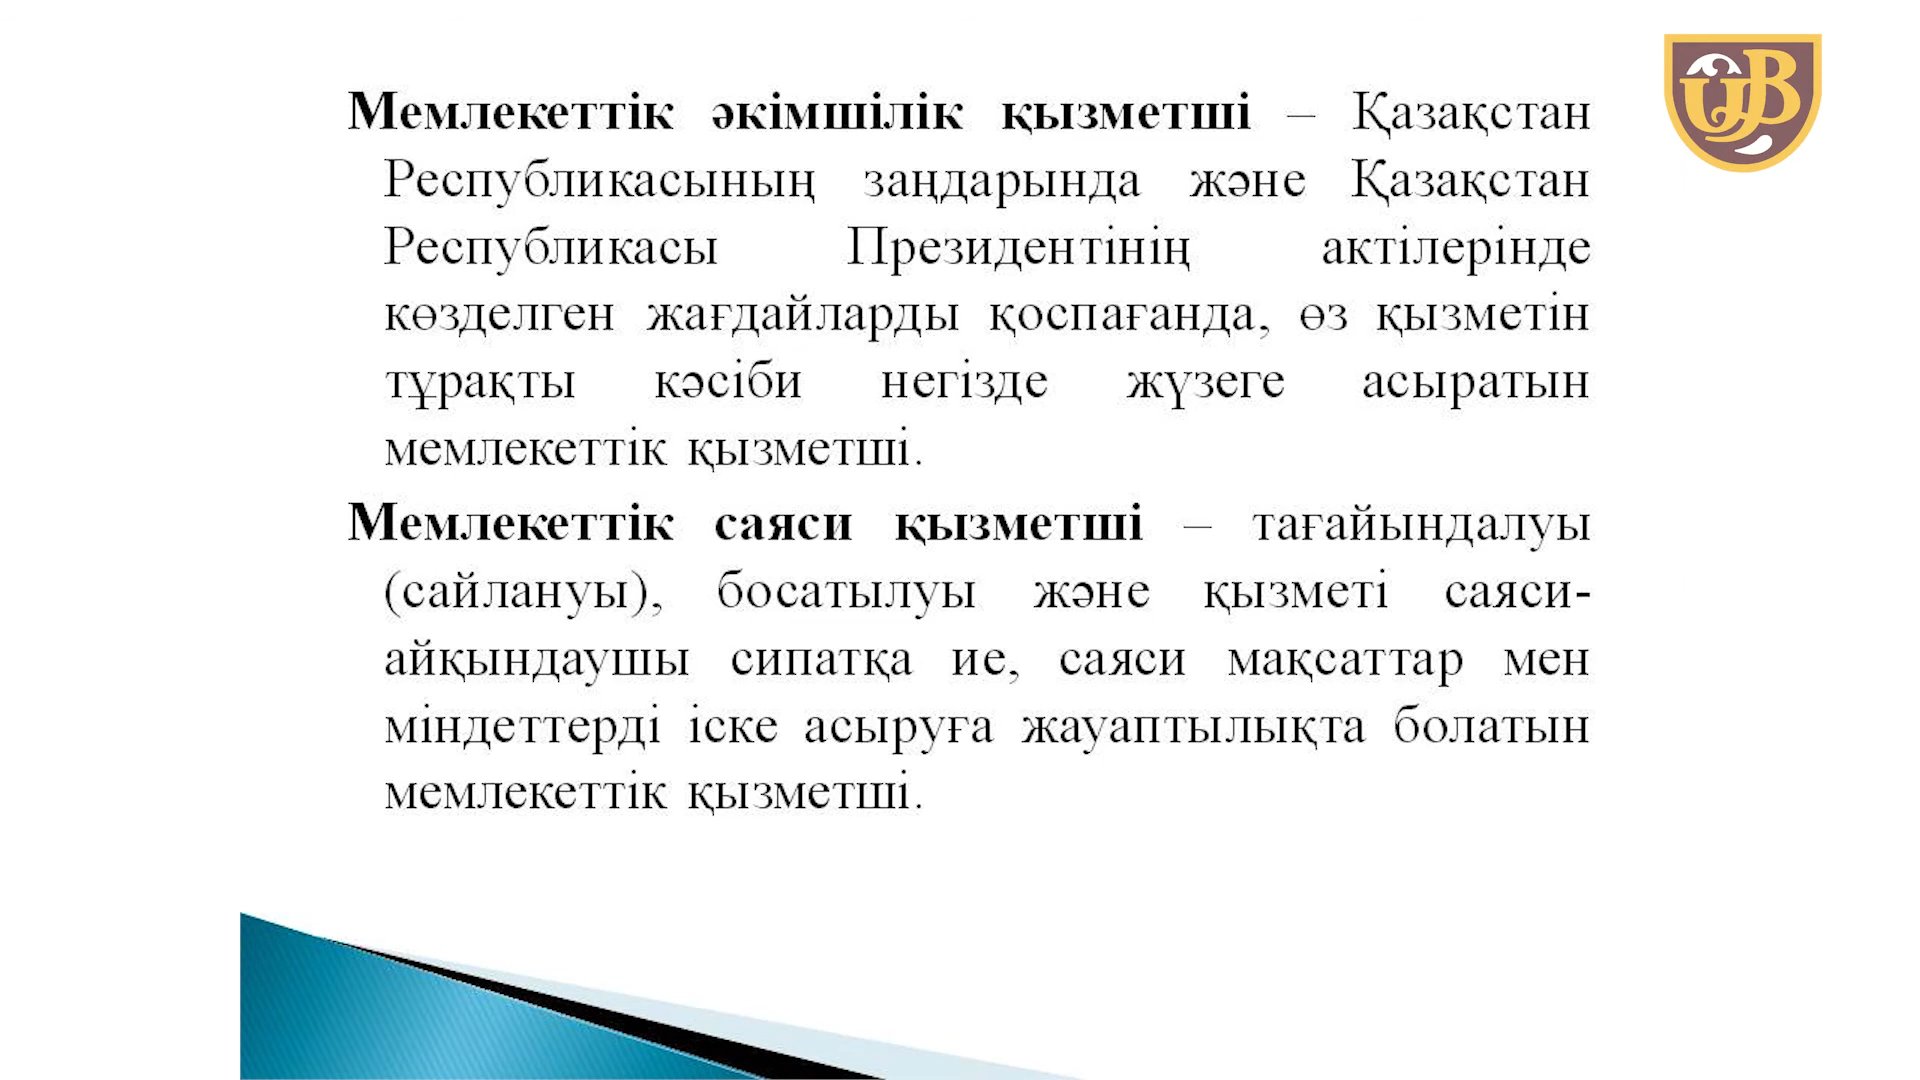 Мемлекеттік әкімшілік қызметші – Қазақстан
Республикасының заңдарында және Қазақстан
Республикасы Президентінің актілерінде
көзделген жағдайларды қоспағанда, өз қызметін
тұрақты кәсіби негізде жүзеге асыратын
мемлекеттік қызметші.
Мемлекеттік саяси қызметші – тағайындалуы
(сайлануы), босатылуы және қызметі саяси-
айқындаушы сипатқа ие, саяси мақсаттар мен
міндеттерді іске асыруға жауаптылықта болатын
мемлекеттік қызметші.